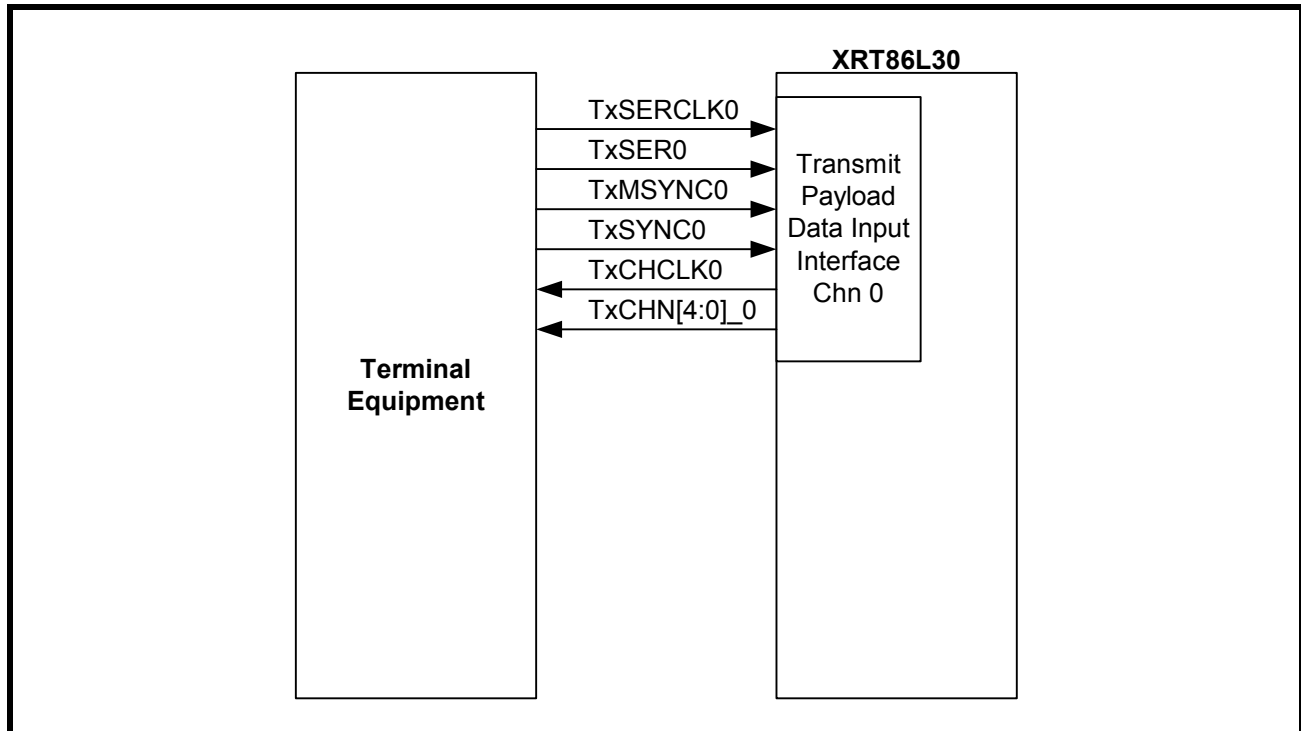 XRT86L30
TxSERCLK0
TxSER0
TxMSYNC0
TxSYNC0
TxCHCLK0
TxCHN[4:0]_0
Transmit
Payload
Data Input
Interface
Chn 0
Terminal
Equipment